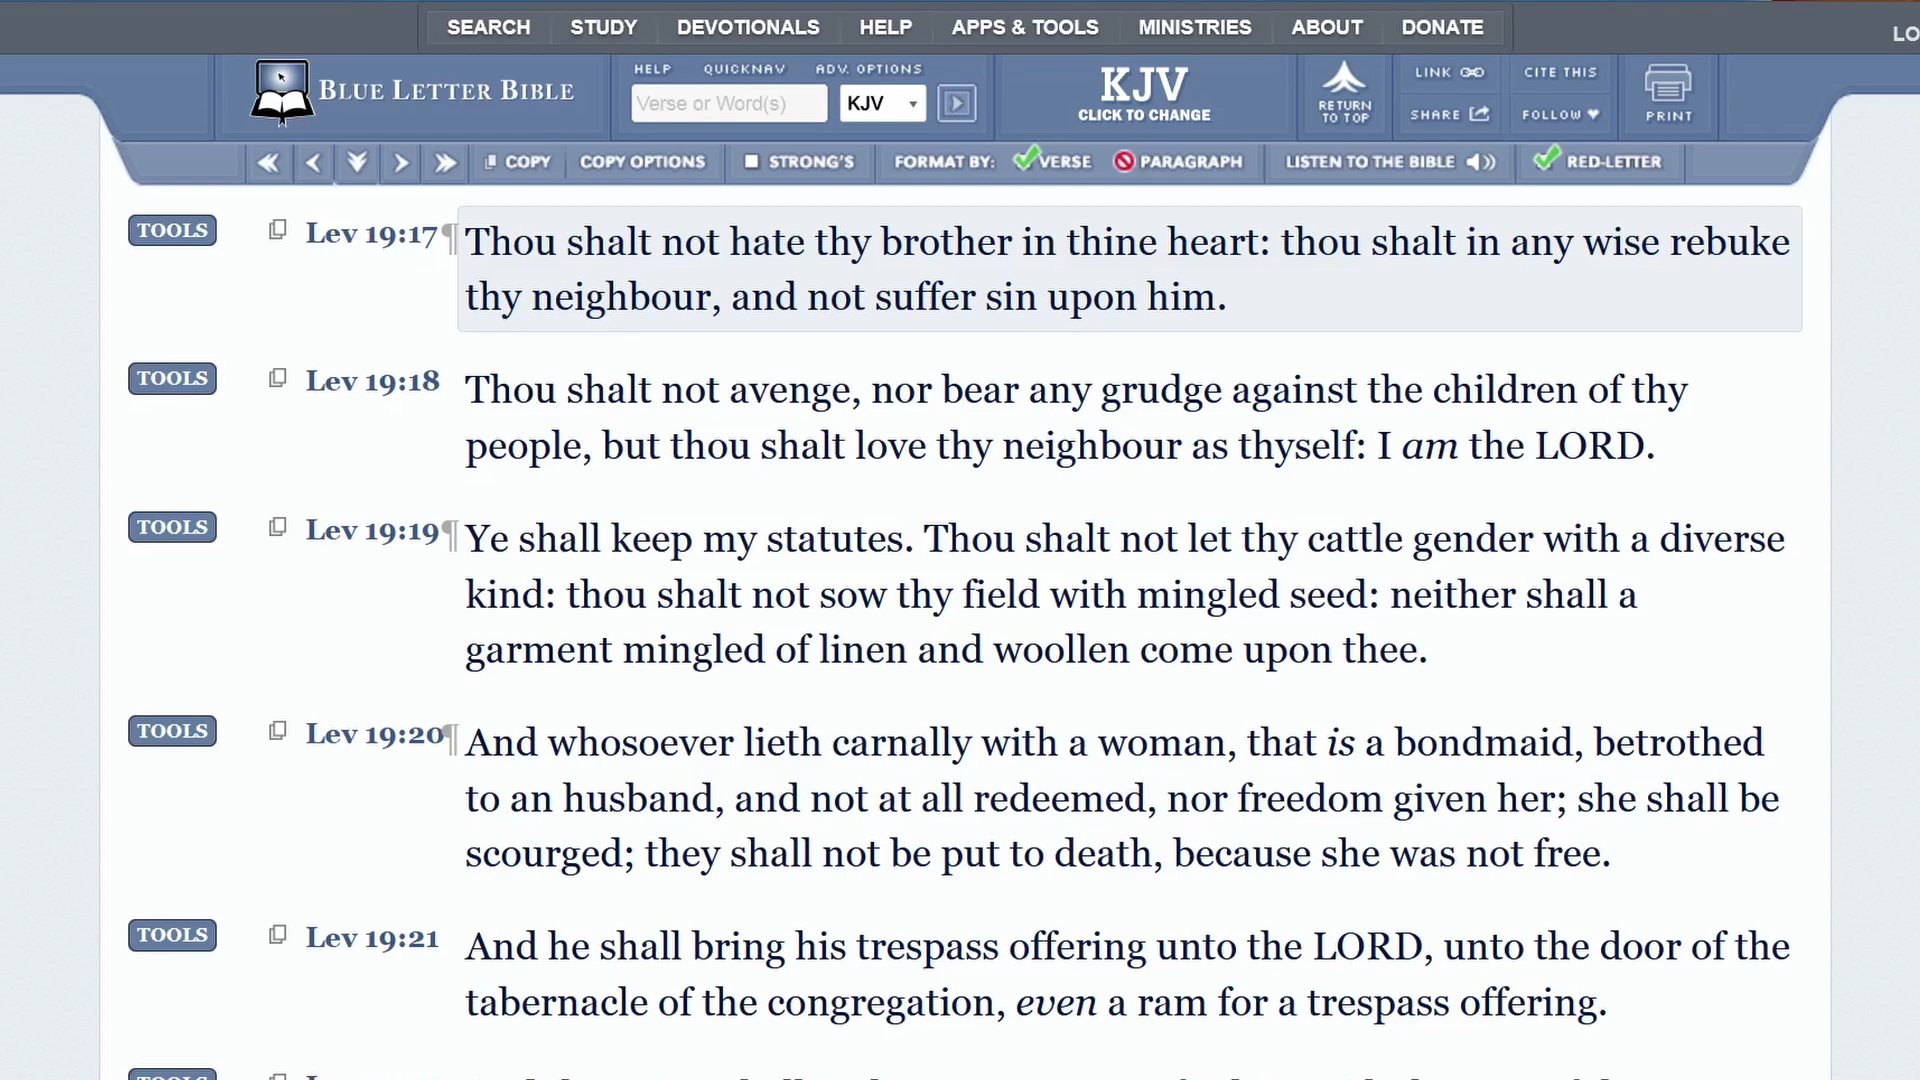 SEARCH STUDY DEVOTIONALS HELP APPS & TOOLS MINISTRIES ABOUT DONATE
LO
BLUE LETTER BIBLE
HELP QUICKNAV ADV. OPTIONS
Verse or Word(s) KJV
KJV
CLICK TO CHANGE
RETURN
TO TOP
LINK
SHARE
CITE THIS
FOLLOW
PRINT
COPY COPY OPTIONS STRONG'S FORMAT BY: VERSE PARAGRAPH LISTEN TO THE BIBLE RED-LETTER
TOOLS Lev 19:17 ¶ Thou shalt not hate thy brother in thine heart: thou shalt in any wise rebuke
thy neighbour, and not suffer sin upon him.
TOOLS Lev 19:18 Thou shalt not avenge, nor bear any grudge against the children of thy
people, but thou shalt love thy neighbour as thyself: I am the LORD.
TOOLS Lev 19:19 ¶ Ye shall keep my statutes. Thou shalt not let thy cattle gender with a diverse
kind: thou shalt not sow thy field with mingled seed: neither shall a
garment mingled of linen and woollen come upon thee.
TOOLS Lev 19:20 ¶ And whosoever lieth carnally with a woman, that is a bondmaid, betrothed
to an husband, and not at all redeemed, nor freedom given her; she shall be
scourged; they shall not be put to death, because she was not free.
TOOLS Lev 19:21 And he shall bring his trespass offering unto the LORD, unto the door of the
tabernacle of the congregation, even a ram for a trespass offering.
TOOLS